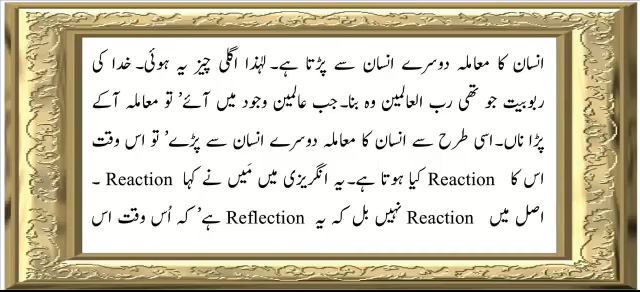 انسان کا معاملہ دوسرے انسان سے پڑتا ہے۔ لہٰذا اگلی چیز یہ ہوئی۔ خدا کی
ربوبیت جو تھی رب العالمین وہ بنا۔ جب عالمین وجود میں آئے’ تو معاملہ آکے
پڑا ناں۔ اسی طرح سے انسان کا معاملہ دوسرے انسان سے پڑے’ تو اس وقت
اس کا Reaction کیا ہوتا ہے۔ یہ انگریزی میں مَیں نے کہا Reaction ۔
اصل میں Reaction نہیں بل کہ یہ Reflection ہے’ کہ اُس وقت اس